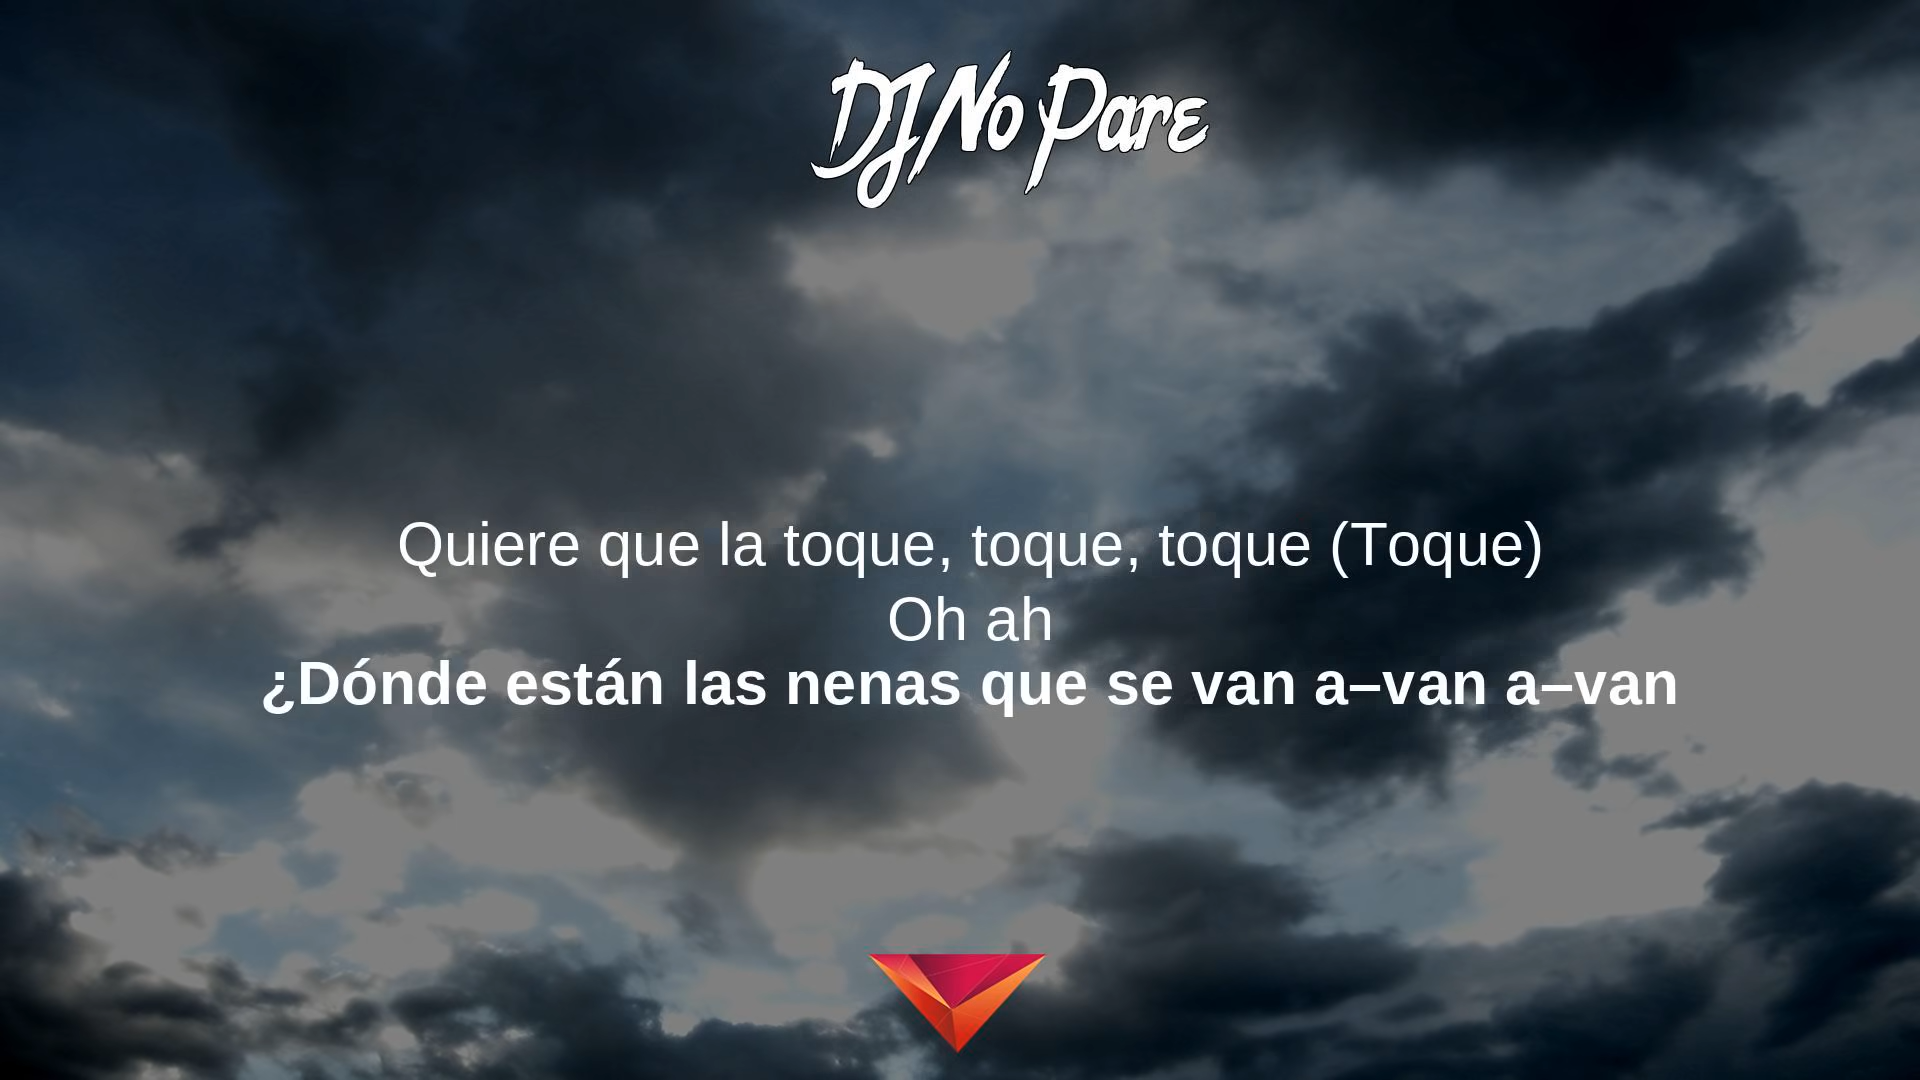 DJ No Pare
Quiere que la toque, toque, toque (Toque)
Oh ah
¿Dónde están las nenas que se van a–van a–van